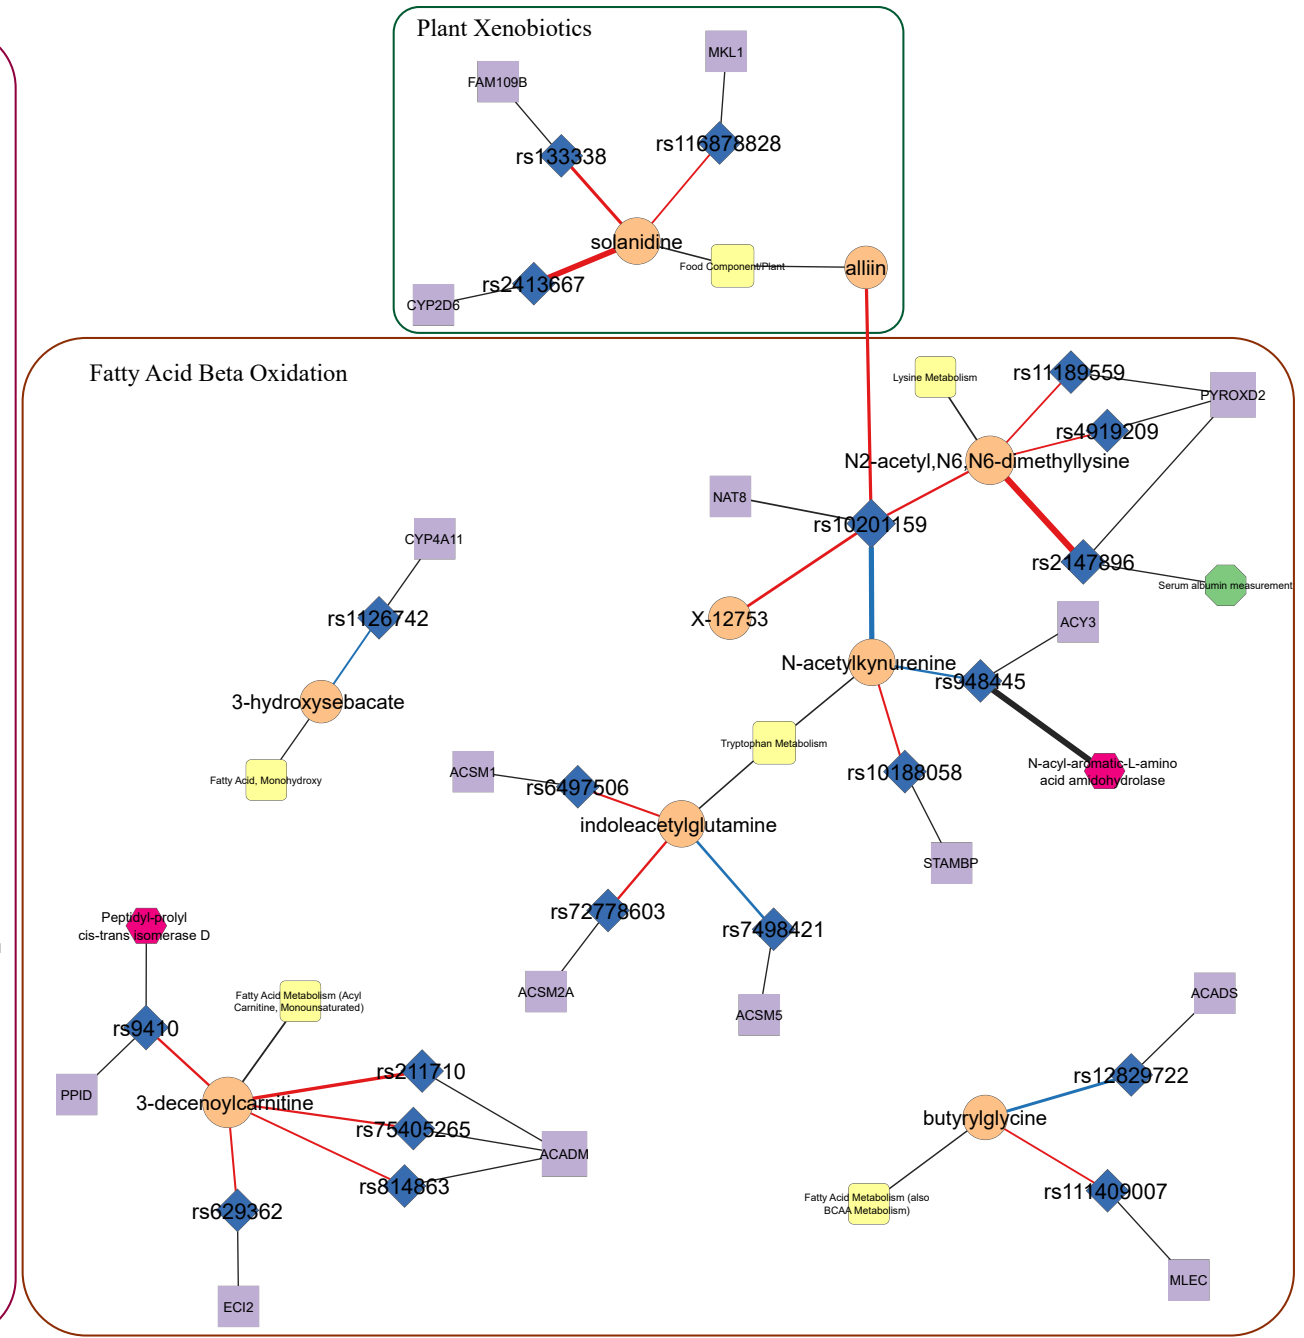 Plant Xenobiotics
MKL1
FAM109B
rs133338
rs116878828
solanidine
Food Component/Plant
alliin
rs2413667
CYP2D6
Fatty Acid Beta Oxidation
Lysine Metabolism
rs11189559
PYROXD2
rs4919209
N2-acetyl,N6,N6-dimethyllysine
NAT8
rs10201159
CYP4A11
rs2147896
Serum albumin measurement
rs1126742
X-12753
ACY3
N-acetylkynurenine
rs948445
3-hydroxysebacate
Tryptophan Metabolism
N-acyl-aromatic-L-amino
acid amidohydrolase
Fatty Acid, Monohydroxy
ACSM1
rs6497506
rs10188058
indoleacetylglutamine
STAMBP
rs72778603
rs7498421
Peptidyl-prolyl
cis-trans isomerase D
ACSM2A
ACSM5
Fatty Acid Metabolism (Acyl
Carnitine, Monounsaturated)
ACADS
rs9410
rs211710
rs12829722
PPID
3-decenoylcarnitine
rs75405265
butyrylglycine
ACADM
rs814863
rs111409007
Fatty Acid Metabolism (also
BCAA Metabolism)
rs629362
MLEC
ECI2